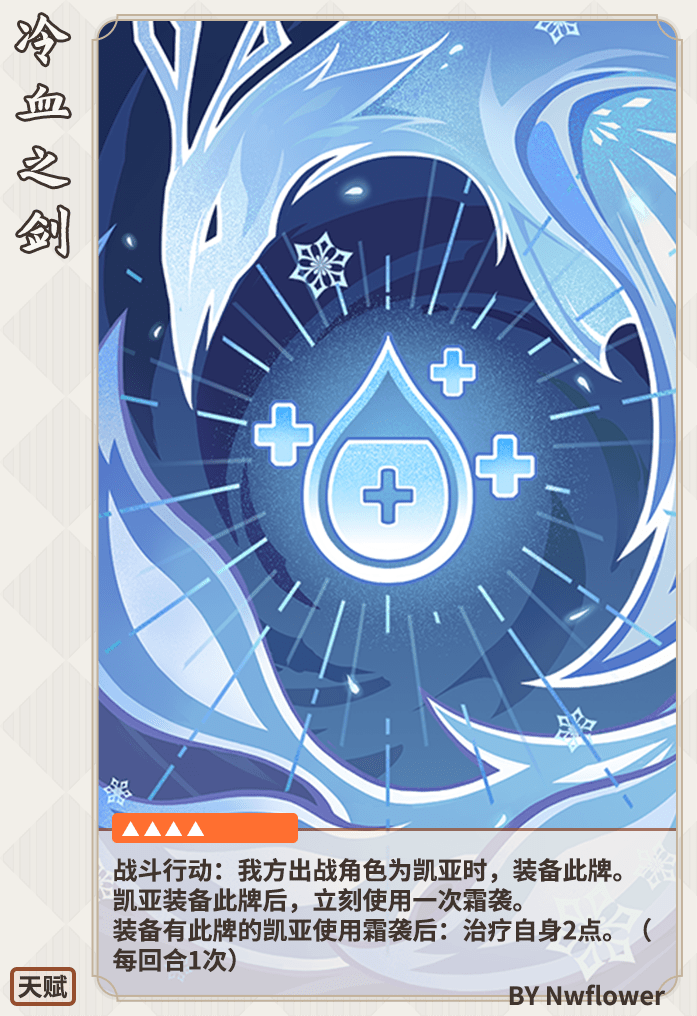 冷血之剑
战斗行动：我方出战角色为凯亚时，装备此牌。
凯亚装备此牌后，立刻使用一次霜袭。
装备有此牌的凯亚使用霜袭后：治疗自身2点。（
每回合1次）
天赋
BY Nwflower